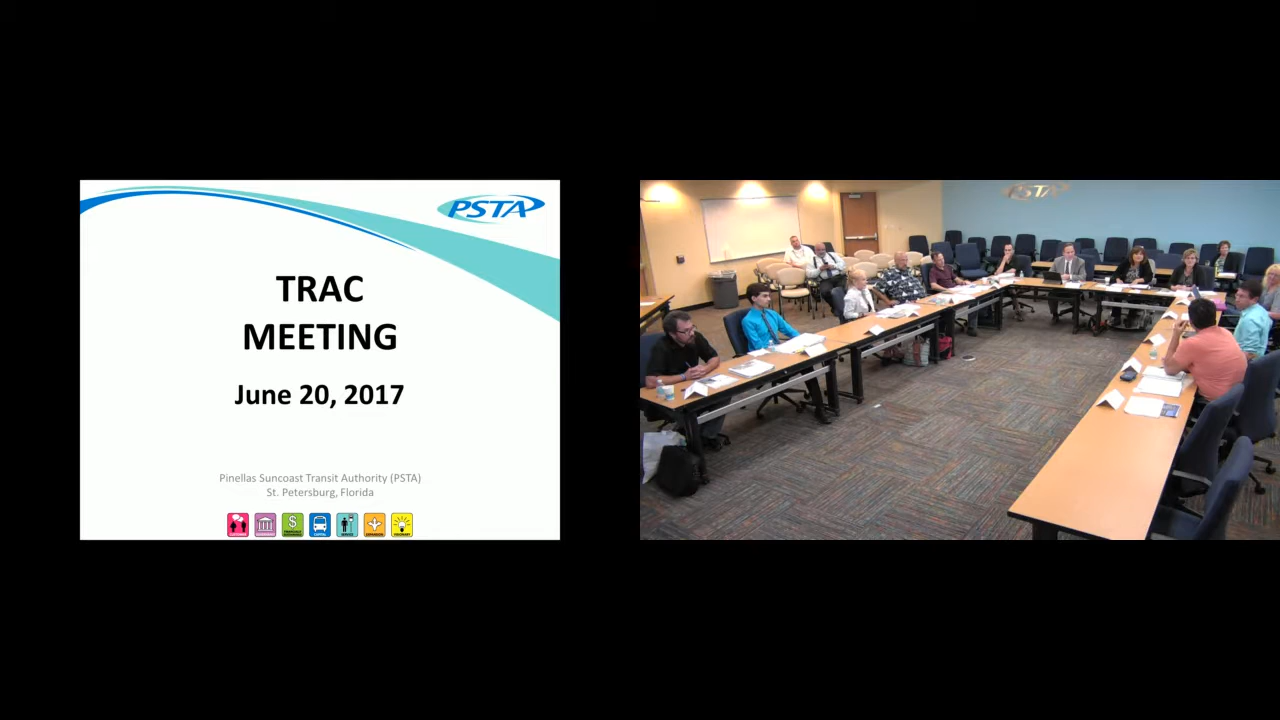 PSTA
TRAC
MEETING
June 20, 2017
Pinellas Suncoast Transit Authority (PSTA)
St. Petersburg, Florida
PSTA